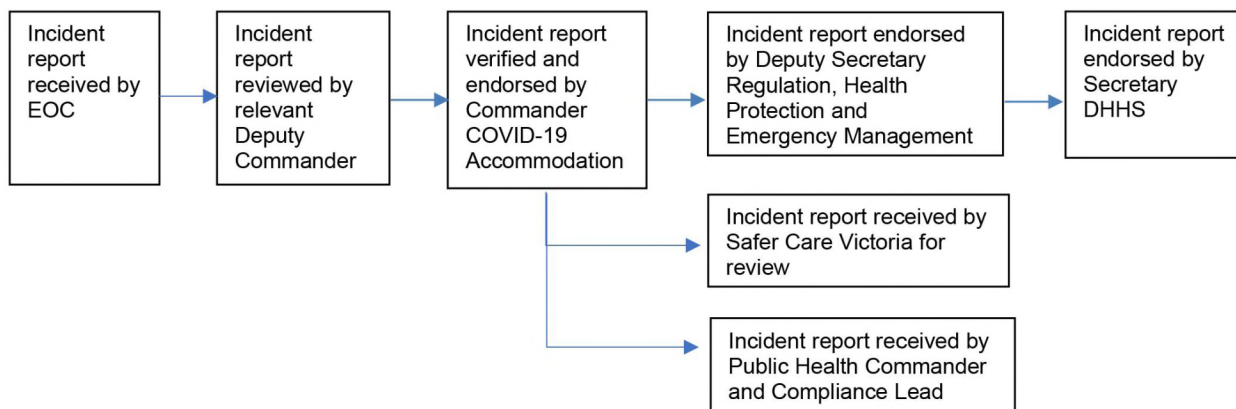 Incident
report
received by
EOC
Incident
report
reviewed by
relevant
Deputy
Commander
Incident report
verified and
endorsed by
Commander
COVID-19
Accommodation
Incident report endorsed
by Deputy Secretary
Regulation, Health
Protection and
Emergency Management
Incident report
endorsed by
Secretary
DHHS
Incident report received by
Safer Care Victoria for
review
Incident report received by
Public Health Commander
and Compliance Lead